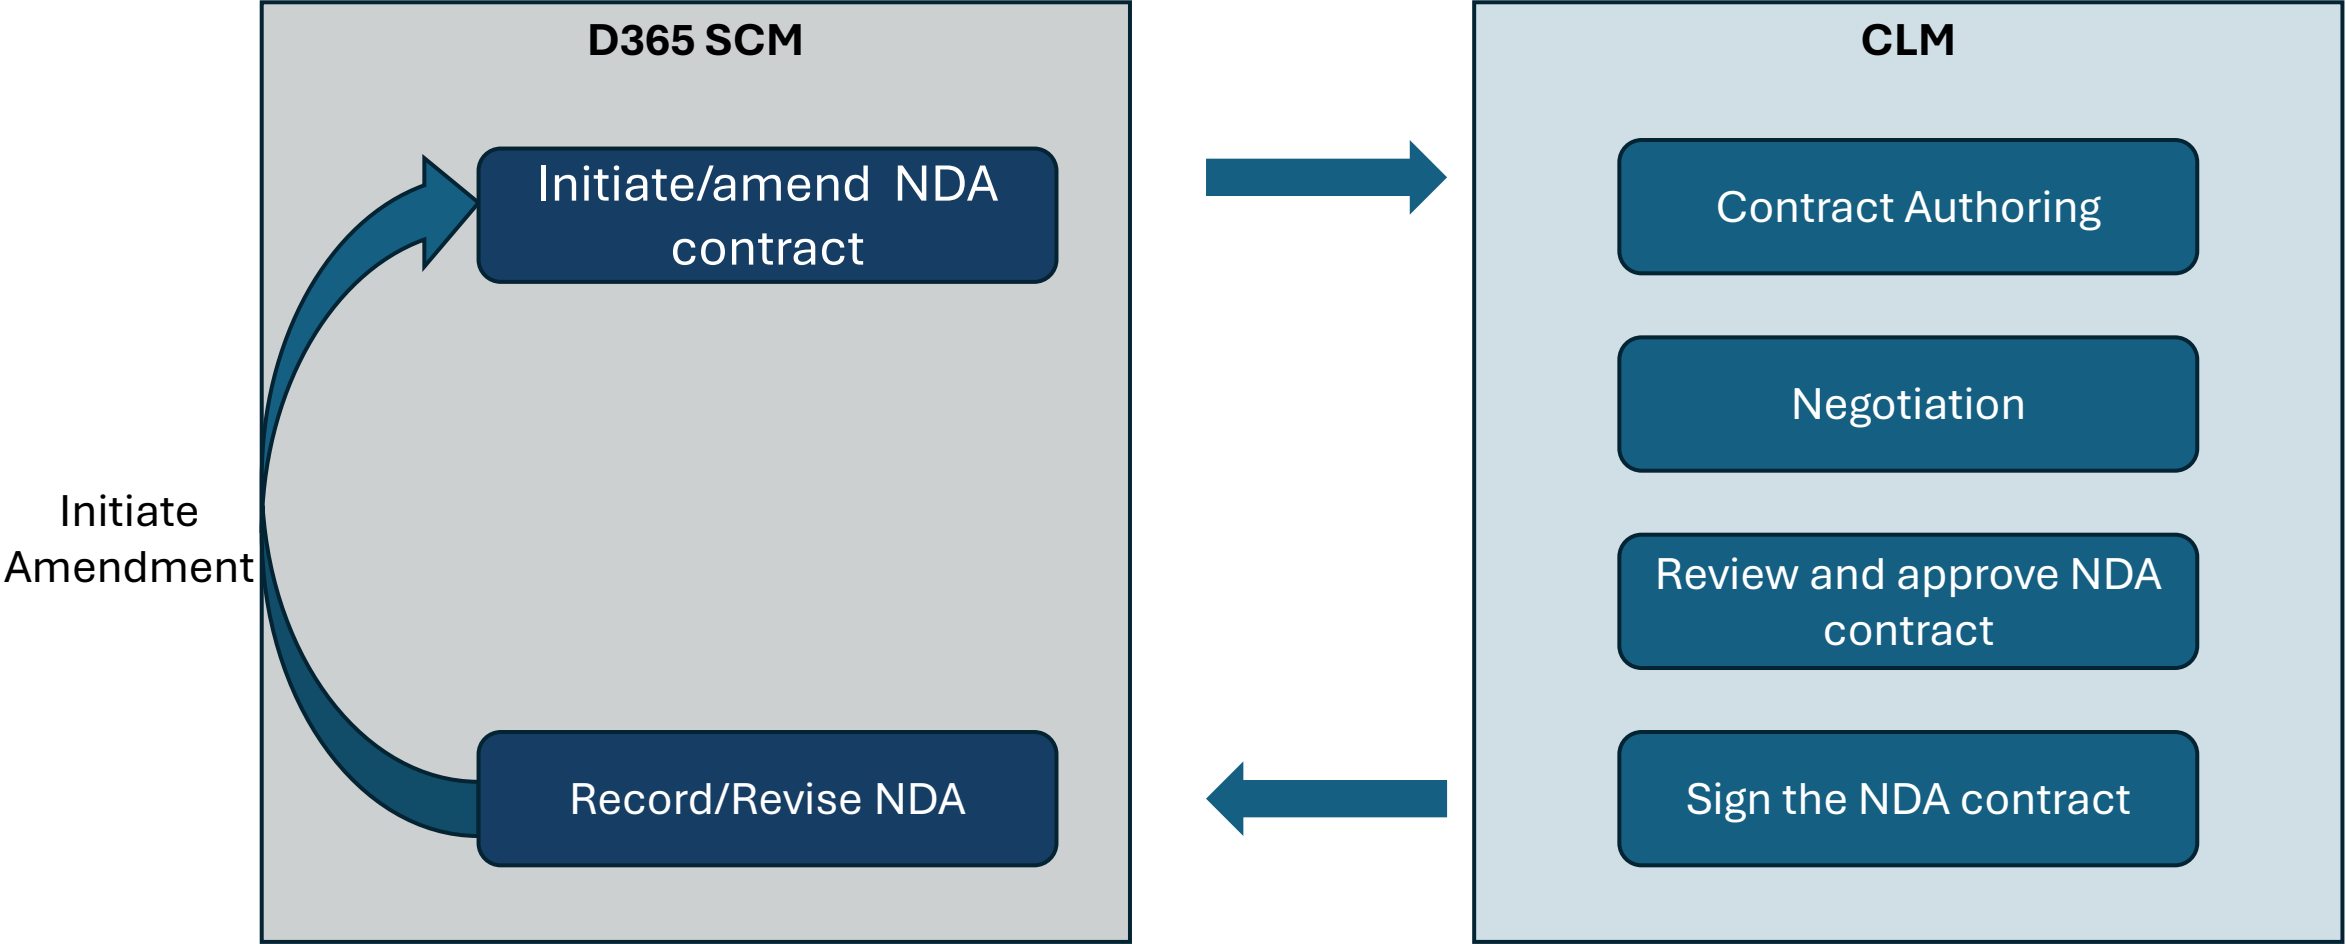 D365 SCM
Initiate/amend NDA
contract
Initiate
Amendment
Record/Revise NDA
CLM
Contract Authoring
Negotiation
Review and approve NDA
contract
Sign the NDA contract